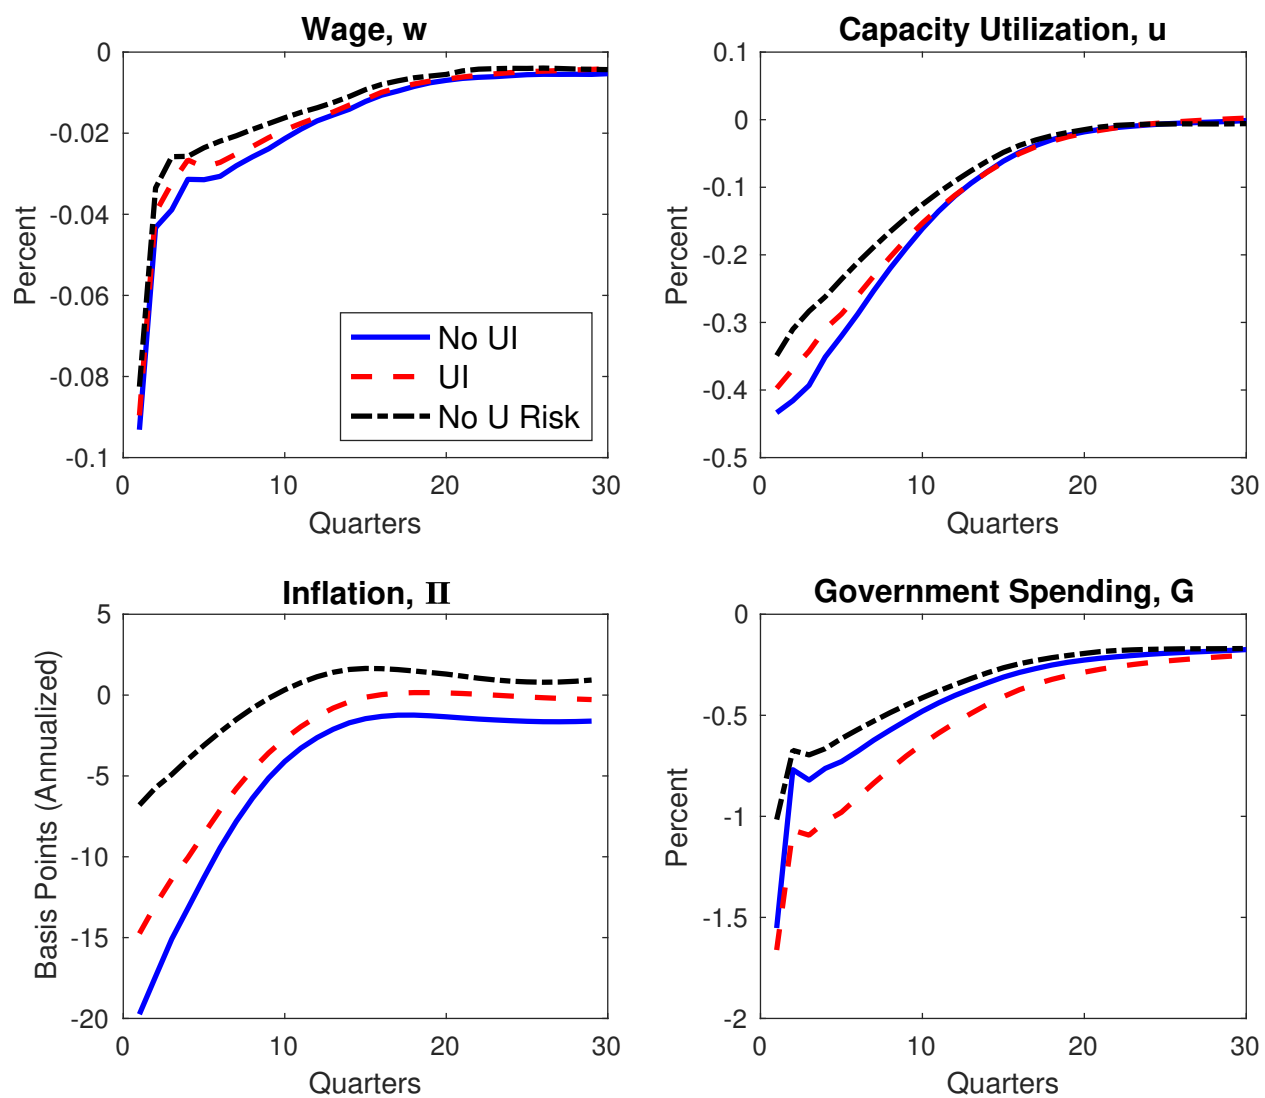 Wage, w
0
-0.02
-0.04
-0.06
-0.08
-0.1
Percent
0
10
20
30
Quarters
No UI
UI
No U Risk
Capacity Utilization, u
0.1
0
-0.1
-0.2
-0.3
-0.4
-0.5
Percent
0
10
20
30
Quarters
Inflation, Π
5
0
-5
-10
-15
-20
Basis Points (Annualized)
0
10
20
30
Quarters
Government Spending, G
0
-0.5
-1
-1.5
-2
Percent
0
10
20
30
Quarters